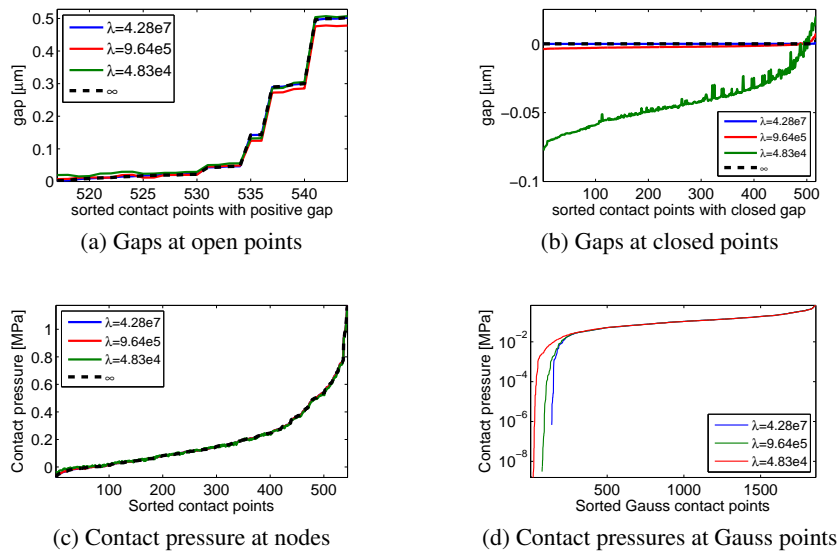 0.5
0.4
0.3
0.2
0.1
0
gap [µm]
λ=4.28e7
λ=9.64e5
λ=4.83e4
∞
520 525 530 535 540
sorted contact points with positive gap
(a) Gaps at open points
0
−0.05
−0.1
gap [µm]
λ=4.28e7
λ=9.64e5
λ=4.83e4
∞
100 200 300 400 500
sorted contact points with closed gap
(b) Gaps at closed points
1
0.8
0.6
0.4
0.2
0
Contact pressure [MPa]
λ=4.28e7
λ=9.64e5
λ=4.83e4
∞
100 200 300 400 500
Sorted contact points
(c) Contact pressure at nodes
10⁻²
10⁻⁴
10⁻⁶
10⁻⁸
Contact pressure [MPa]
λ=4.28e7
λ=9.64e5
λ=4.83e4
500 1000 1500
Sorted Gauss contact points
(d) Contact pressures at Gauss points